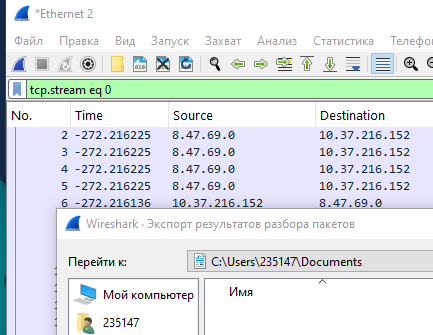 *Ethernet 2
Файл Правка Вид Запуск Захват Анализ Статистика Телефо
tcp.stream eq 0
No. Time Source Destination
2 -272.216225 8.47.69.0 10.37.216.152
3 -272.216225 8.47.69.0 10.37.216.152
4 -272.216225 8.47.69.0 10.37.216.152
5 -272.216225 8.47.69.0 10.37.216.152
6 -272.216136 10.37.216.152 8.47.69.0
Wireshark · Экспорт результатов разбора пакетов
Перейти к: C:\Users\235147\Documents
Мой компьютер Имя
235147